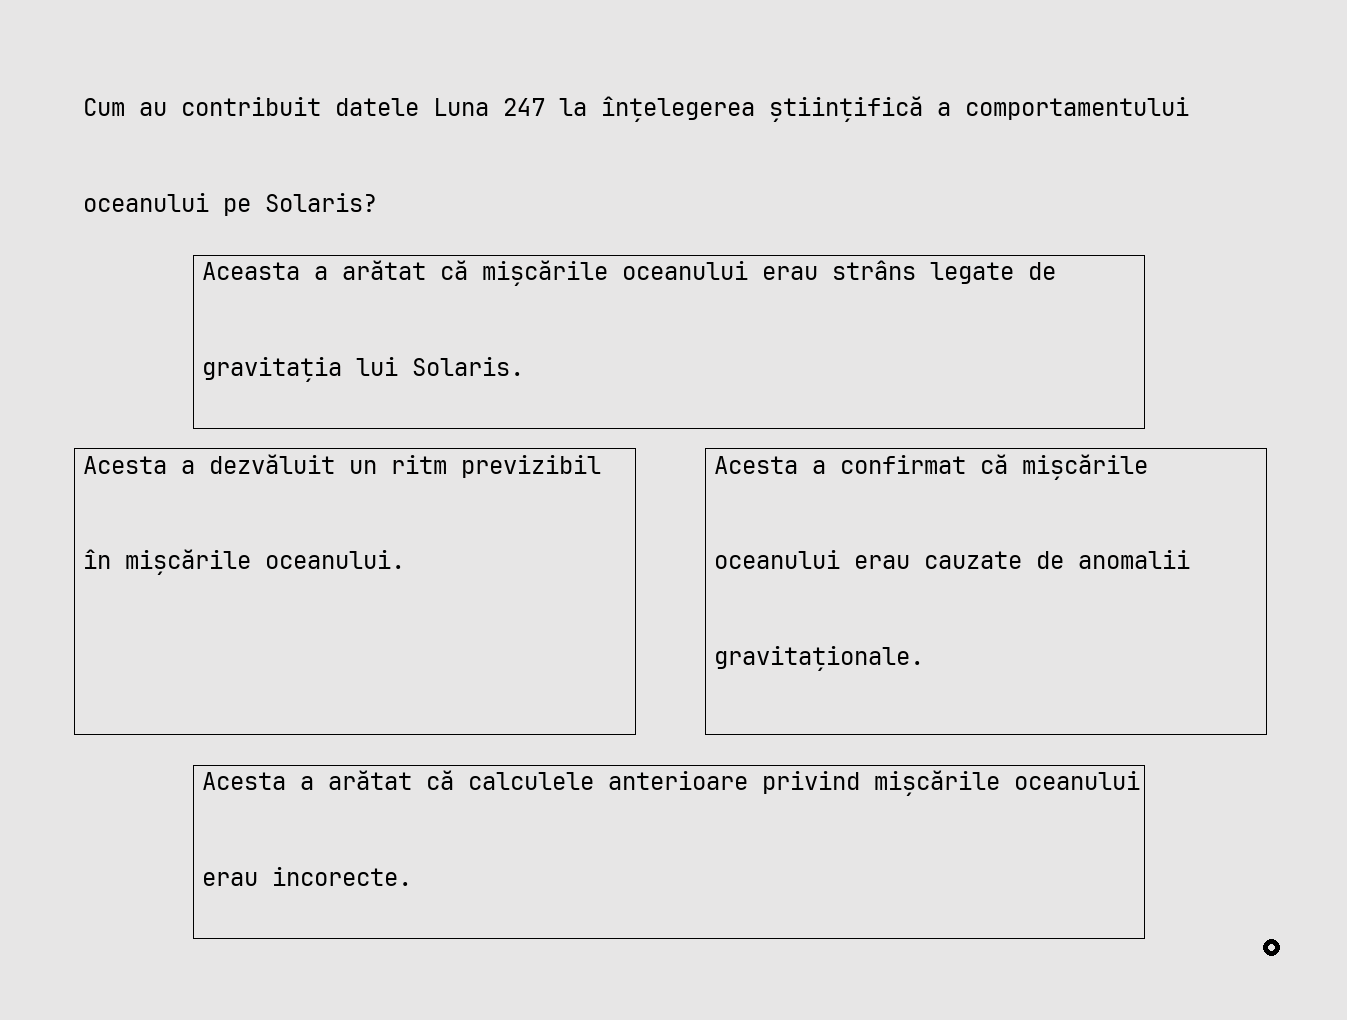 Cum au contribuit datele Luna 247 la înțelegerea științifică a comportamentului
oceanului pe Solaris?
Aceasta a arătat că mișcările oceanului erau strâns legate de
gravitația lui Solaris.
Acesta a dezvăluit un ritm previzibil
în mișcările oceanului.
Acesta a confirmat că mișcările
oceanului erau cauzate de anomalii
gravitaționale.
Acesta a arătat că calculele anterioare privind mișcările oceanului
erau incorecte.